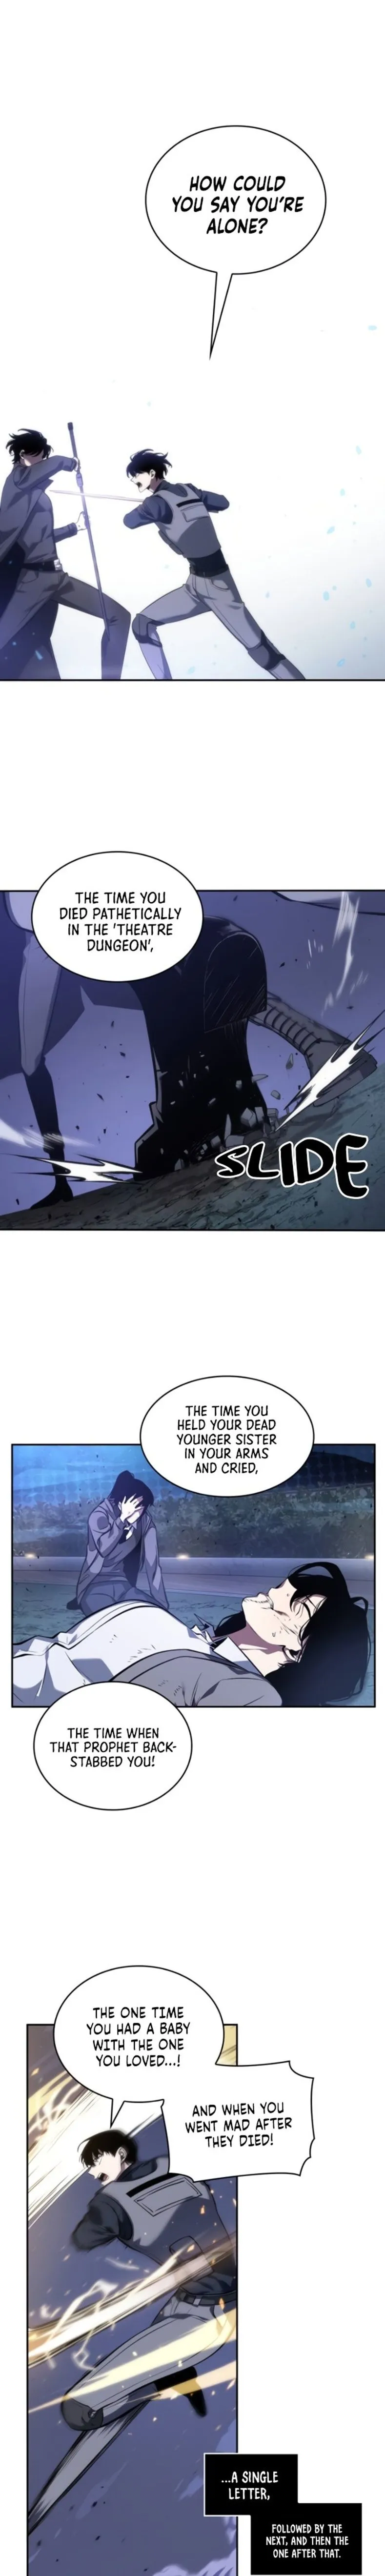 HOW COULD
YOU SAY YOU'RE
ALONE?
THE TIME YOU
DIED PATHETICALLY
IN THE 'THEATRE
DUNGEON',
SLIDE
THE TIME YOU
HELD YOUR DEAD
YOUNGER SISTER
IN YOUR ARMS
AND CRIED,
THE TIME WHEN
THAT PROPHET BACK-
STABBED YOU!
THE ONE TIME
YOU HAD A BABY
WITH THE ONE
YOU LOVED...!
AND WHEN YOU
WENT MAD AFTER
THEY DIED!
...A SINGLE
LETTER,
FOLLOWED BY THE
NEXT, AND THEN THE
ONE AFTER THAT.